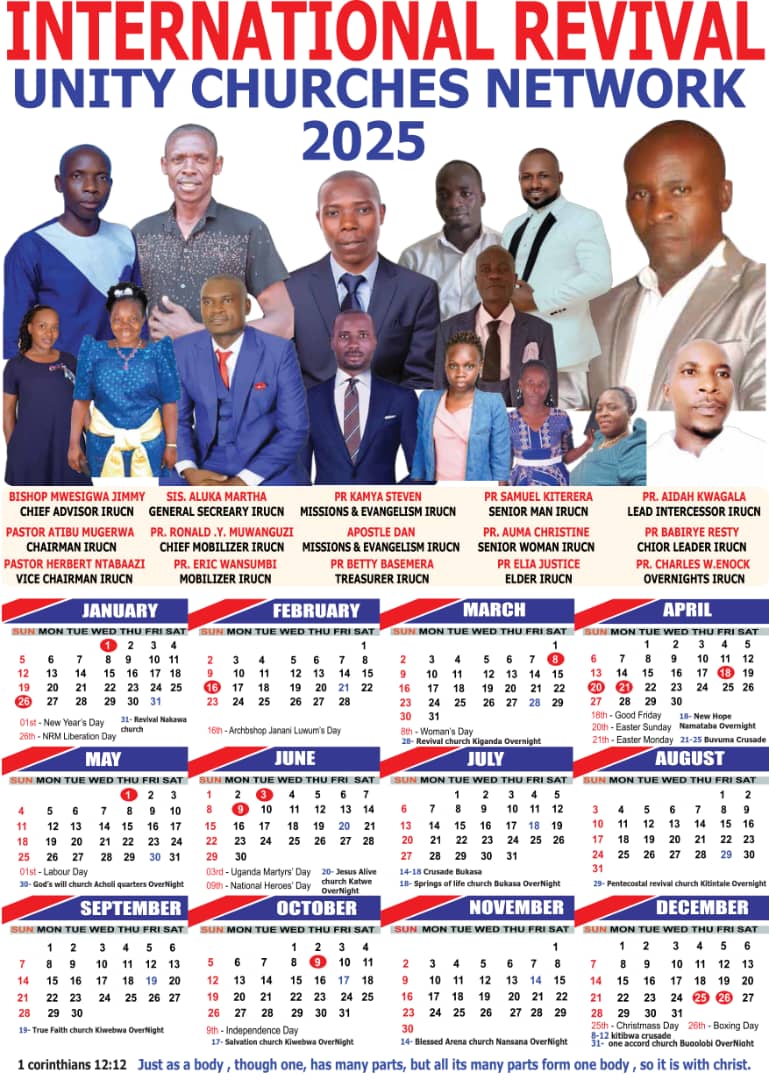 INTERNATIONAL REVIVAL
UNITY CHURCHES NETWORK
2025
BISHOP MWESIGWA JIMMY
CHIEF ADVISOR IRUCN
SIS. ALUKA MARTHA
GENERAL SECREARY IRUCN
PR KAMYA STEVEN
MISSIONS & EVANGELISM IRUCN
PR SAMUEL KITERERA
SENIOR MAN IRUCN
PR. AIDAH KWAGALA
LEAD INTERCESSOR IRUCN
PASTOR ATIBU MUGERWA
CHAIRMAN IRUCN
PR. RONALD .Y. MUWANGUZI
CHIEF MOBILIZER IRUCN
APOSTLE DAN
MISSIONS & EVANGELISM IRUCN
PR. AUMA CHRISTINE
SENIOR WOMAN IRUCN
PR BABIRYE RESTY
CHIOR LEADER IRUCN
PASTOR HERBERT NTABAAZI
VICE CHAIRMAN IRUCN
PR. ERIC WANSUMBI
MOBILIZER IRUCN
PR BETTY BASEMERA
TREASURER IRUCN
PR ELIA JUSTICE
ELDER IRUCN
PR. CHARLES W.ENOCK
OVERNIGHTS IRUCN
JANUARY
SUN MON TUE WED THU FRI SAT
1 2 3 4
5 6 7 8 9 10 11
12 13 14 15 16 17 18
19 20 21 22 23 24 25
26 27 28 29 30 31
01st - New Year's Day
26th - NRM Liberation Day
31- Revival Nakawa
church
FEBRUARY
SUN MON TUE WED THU FRI SAT
1
2 3 4 5 6 7 8
9 10 11 12 13 14 15
16 17 18 19 20 21 22
23 24 25 26 27 28
16th - Archbshop Janani Luwum's Day
MARCH
SUN MON TUE WED THU FRI SAT
1
2 3 4 5 6 7 8
9 10 11 12 13 14 15
16 17 18 19 20 21 22
23 24 25 26 27 28 29
30 31
8th - Woman's Day
28- Revival church Kiganda Overnight
APRIL
SUN MON TUE WED THU FRI SAT
1 2 3 4 5
6 7 8 9 10 11 12
13 14 15 16 17 18 19
20 21 22 23 24 25 26
27 28 29 30
18th - Good Friday
20th - Easter Sunday
21th - Easter Monday
18- New Hope
Namataba Overnight
21-25 Buvuma Crusade
MAY
SUN MON TUE WED THU FRI SAT
1 2 3
4 5 6 7 8 9 10
11 12 13 14 15 16 17
18 19 20 21 22 23 24
25 26 27 28 29 30 31
01st - Labour Day
30- God's will church Acholi quarters OverNight
JUNE
SUN MON TUE WED THU FRI SAT
1 2 3 4 5 6 7
8 9 10 11 12 13 14
15 16 17 18 19 20 21
22 23 24 25 26 27 28
29 30
03rd - Uganda Martyrs' Day
09th - National Heroes' Day
20- Jesus Alive
church Katwe
OverNight
JULY
SUN MON TUE WED THU FRI SAT
1 2 3 4 5
6 7 8 9 10 11 12
13 14 15 16 17 18 19
20 21 22 23 24 25 26
27 28 29 30 31
14-18 Crusade Bukasa
18- Springs of life church Bukasa OverNight
AUGUST
SUN MON TUE WED THU FRI SAT
1 2
3 4 5 6 7 8 9
10 11 12 13 14 15 16
17 18 19 20 21 22 23
24 25 26 27 28 29 30
31
29- Pentecostal revival church Kitintale Overnight
SEPTEMBER
SUN MON TUE WED THU FRI SAT
1 2 3 4 5 6
7 8 9 10 11 12 13
14 15 16 17 18 19 20
21 22 23 24 25 26 27
28 29 30
19- True Faith church Kiwebwa OverNight
OCTOBER
SUN MON TUE WED THU FRI SAT
1 2 3 4
5 6 7 8 9 10 11
12 13 14 15 16 17 18
19 20 21 22 23 24 25
26 27 28 29 30 31
9th - Independence Day
17- Salvation church Kiwebwa OverNight
NOVEMBER
SUN MON TUE WED THU FRI SAT
1
2 3 4 5 6 7 8
9 10 11 12 13 14 15
16 17 18 19 20 21 22
23 24 25 26 27 28 29
30
14- Blessed Arena church Nansana OverNight
DECEMBER
SUN MON TUE WED THU FRI SAT
1 2 3 4 5 6
7 8 9 10 11 12 13
14 15 16 17 18 19 20
21 22 23 24 25 26 27
28 29 30 31
25th - Christmass Day 26th - Boxing Day
8-12 kitibwa crusade
31- one accord church Bugolobi OverNight
1 corinthians 12:12 Just as a body , though one, has many parts, but all its many parts form one body , so it is with christ.